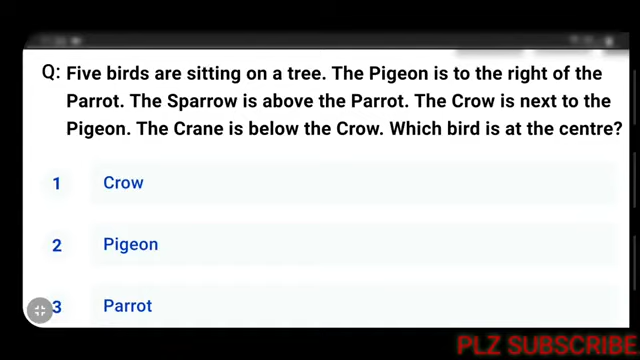 Q: Five birds are sitting on a tree. The Pigeon is to the right of the
Parrot. The Sparrow is above the Parrot. The Crow is next to the
Pigeon. The Crane is below the Crow. Which bird is at the centre?
1 Crow
2 Pigeon
3 Parrot
PLZ SUBSCRIBE